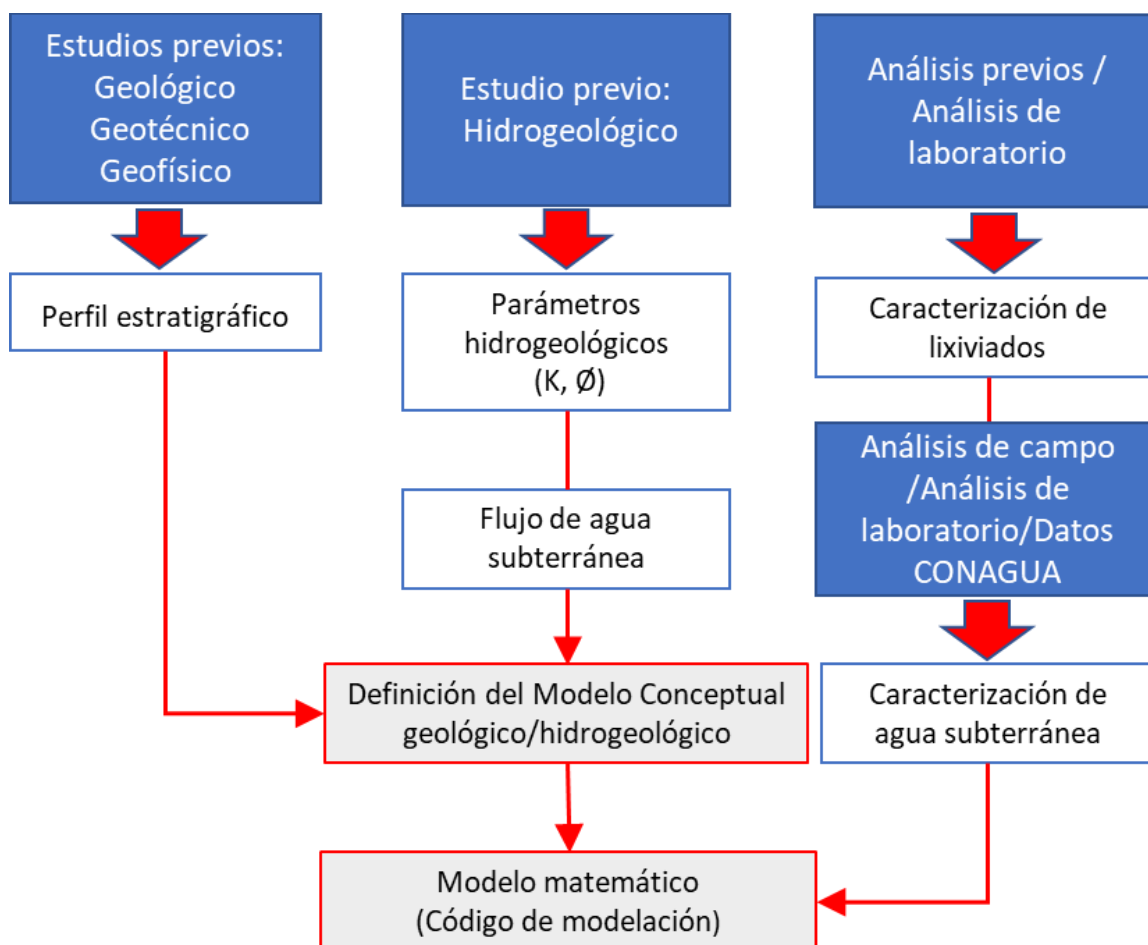 Estudios previos:
Geológico
Geotécnico
Geofísico
Estudio previo:
Hidrogeológico
Análisis previos /
Análisis de
laboratorio
Perfil estratigráfico
Parámetros
hidrogeológicos
(K, Ø)
Caracterización de
lixiviados
Análisis de campo
/Análisis de
laboratorio/Datos
CONAGUA
Flujo de agua
subterránea
Definición del Modelo Conceptual
geológico/hidrogeológico
Caracterización de
agua subterránea
Modelo matemático
(Código de modelación)